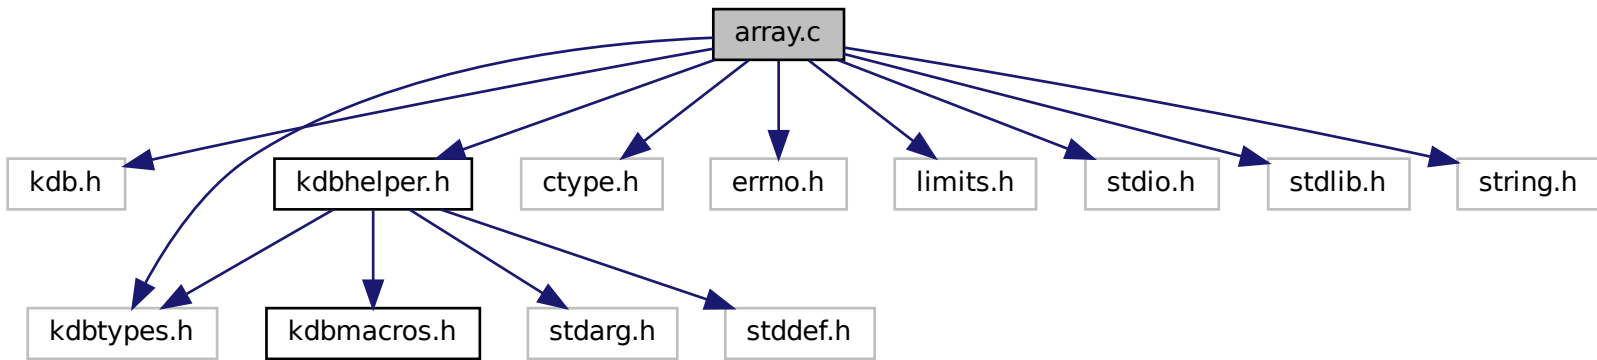 array.c
kdb.h
kdbhelper.h
ctype.h
errno.h
limits.h
stdio.h
stdlib.h
string.h
kdbtypes.h
kdbmacros.h
stdarg.h
stddef.h